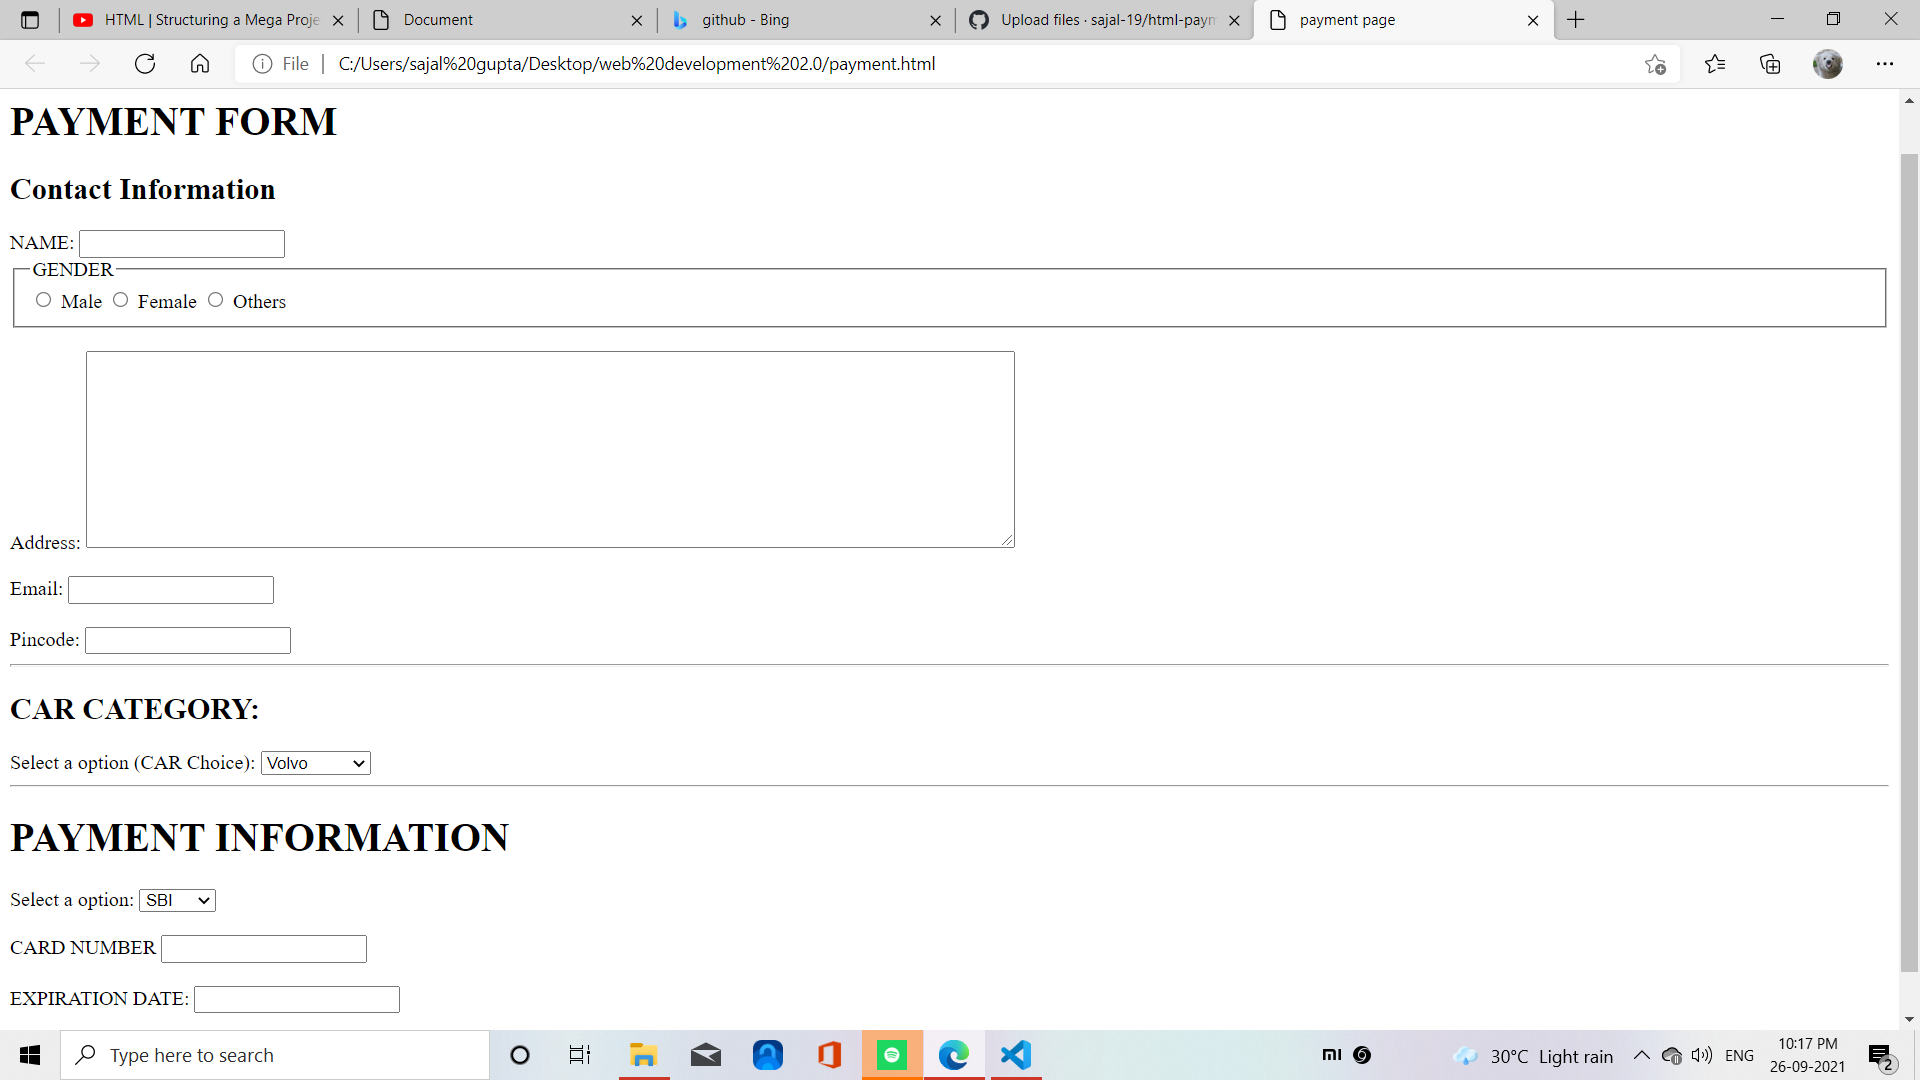 HTML | Structuring a Mega Proje
Document
github - Bing
Upload files · sajal-19/html-paym
payment page
File
C:/Users/sajal%20gupta/Desktop/web%20development%202.0/payment.html
PAYMENT FORM
Contact Information
NAME:
GENDER
Male Female Others
Address:
Email:
Pincode:
CAR CATEGORY:
Select a option (CAR Choice): Volvo
PAYMENT INFORMATION
Select a option: SBI
CARD NUMBER
EXPIRATION DATE:
Type here to search
mi
30°C Light rain
ENG
10:17 PM
26-09-2021
2